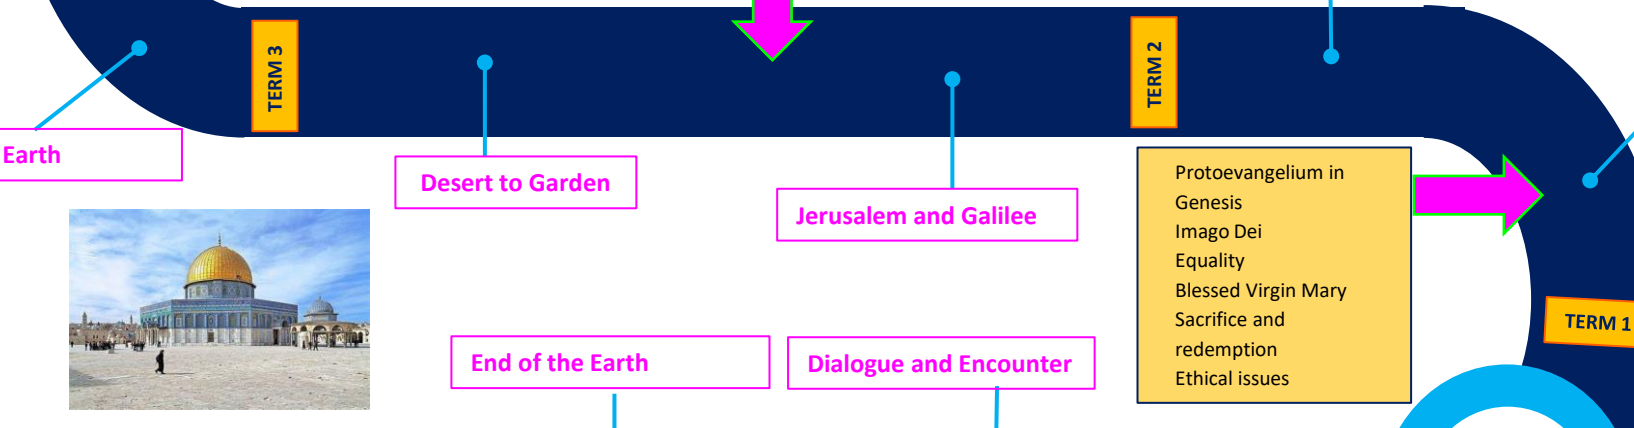 TERM 3
TERM 2
Earth
Desert to Garden
Jerusalem and Galilee
Protoevangelium in
Genesis
Imago Dei
Equality
Blessed Virgin Mary
Sacrifice and
redemption
Ethical issues
TERM 1
End of the Earth
Dialogue and Encounter